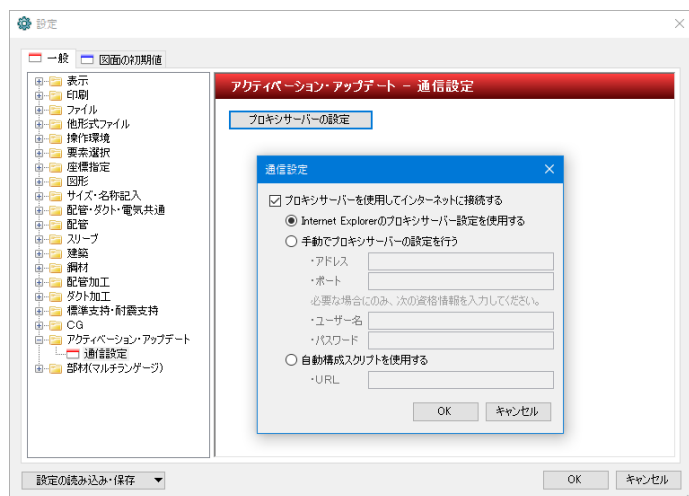 設定
一般
図面の初期値
表示
印刷
ファイル
他形式ファイル
操作環境
要素選択
座標指定
図形
サイズ・名称記入
配管・ダクト・電気共通
配管
スリーブ
建築
鋼材
配管加工
ダクト加工
標準支持・耐震支持
CG
アクティベーション・アップデート
通信設定
部材(マルチランゲージ)
アクティベーション・アップデート － 通信設定
プロキシサーバーの設定
通信設定
プロキシサーバーを使用してインターネットに接続する
Internet Explorerのプロキシサーバー設定を使用する
手動でプロキシサーバーの設定を行う
・アドレス
・ポート
必要な場合にのみ、次の資格情報を入力してください。
・ユーザー名
・パスワード
自動構成スクリプトを使用する
・URL
OK
キャンセル
設定の読み込み・保存
OK
キャンセル